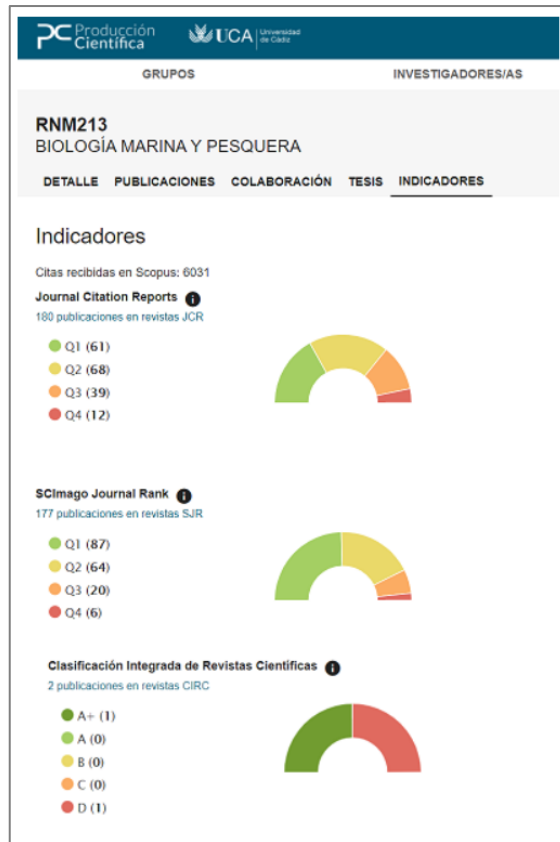 Producción
Científica
UCA
Universidad
de Cádiz
GRUPOS
INVESTIGADORES/AS
RNM213
BIOLOGÍA MARINA Y PESQUERA
DETALLE PUBLICACIONES COLABORACIÓN TESIS INDICADORES
Indicadores
Citas recibidas en Scopus: 6031
Journal Citation Reports
180 publicaciones en revistas JCR
Q1 (61)
Q2 (68)
Q3 (39)
Q4 (12)
SCImago Journal Rank
177 publicaciones en revistas SJR
Q1 (87)
Q2 (64)
Q3 (20)
Q4 (6)
Clasificación Integrada de Revistas Científicas
2 publicaciones en revistas CIRC
A+ (1)
A (0)
B (0)
C (0)
D (1)